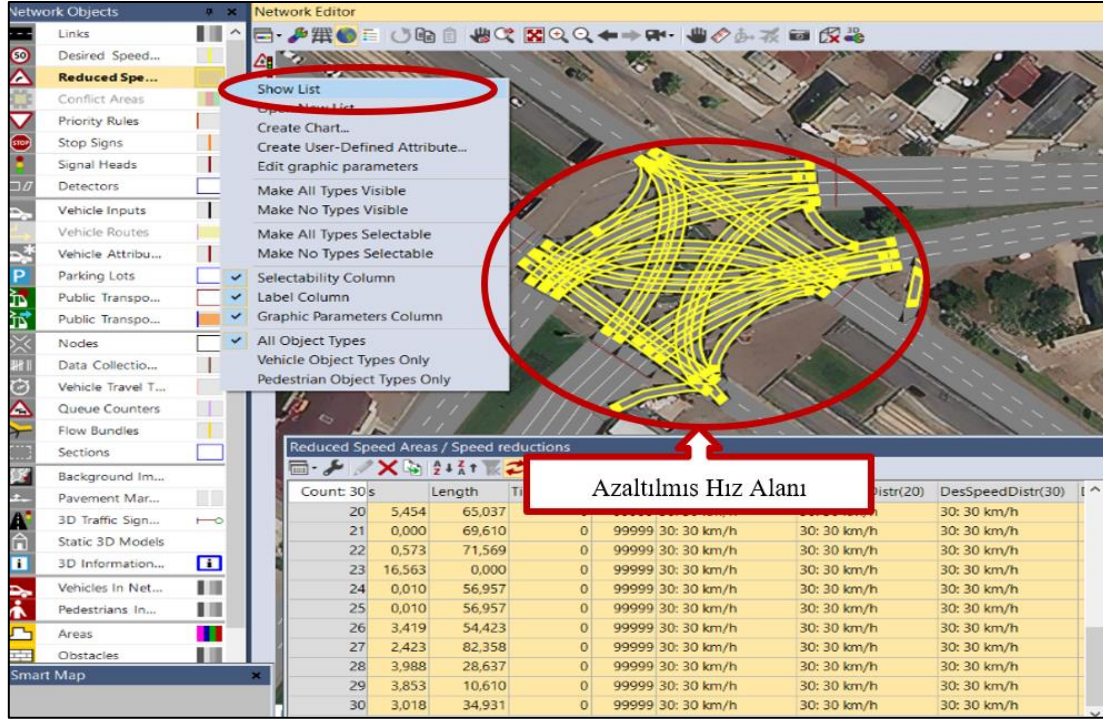 Network Objects
Network Editor
Links
50
Desired Speed...
Reduced Spe...
Conflict Areas
Priority Rules
STOP
Stop Signs
Signal Heads
Detectors
Vehicle Inputs
Vehicle Routes
Vehicle Attribu...
P
Parking Lots
Public Transpo...
Public Transpo...
Nodes
Data Collectio...
Vehicle Travel T...
Queue Counters
Flow Bundles
Sections
Background Im...
Pavement Mar...
3D Traffic Sign...
Static 3D Models
3D Information...
Vehicles In Net...
Pedestrians In...
Areas
Obstacles
Smart Map
Show List
Open New List
Create Chart...
Create User-Defined Attribute...
Edit graphic parameters
Make All Types Visible
Make No Types Visible
Make All Types Selectable
Make No Types Selectable
Selectability Column
Label Column
Graphic Parameters Column
All Object Types
Vehicle Object Types Only
Pedestrian Object Types Only
Azaltılmıs Hız Alanı
Reduced Speed Areas / Speed reductions
Count: 30 s Length Distr(20) DesSpeedDistr(30)
20 5,454 65,037 0 99999 30: 30 km/h 30: 30 km/h 30: 30 km/h
21 0,000 69,610 0 99999 30: 30 km/h 30: 30 km/h 30: 30 km/h
22 0,573 71,569 0 99999 30: 30 km/h 30: 30 km/h 30: 30 km/h
23 16,563 0,000 0 99999 30: 30 km/h 30: 30 km/h 30: 30 km/h
24 0,010 56,957 0 99999 30: 30 km/h 30: 30 km/h 30: 30 km/h
25 0,010 56,957 0 99999 30: 30 km/h 30: 30 km/h 30: 30 km/h
26 3,419 54,423 0 99999 30: 30 km/h 30: 30 km/h 30: 30 km/h
27 2,423 82,358 0 99999 30: 30 km/h 30: 30 km/h 30: 30 km/h
28 3,988 28,637 0 99999 30: 30 km/h 30: 30 km/h 30: 30 km/h
29 3,853 10,610 0 99999 30: 30 km/h 30: 30 km/h 30: 30 km/h
30 3,018 34,931 0 99999 30: 30 km/h 30: 30 km/h 30: 30 km/h